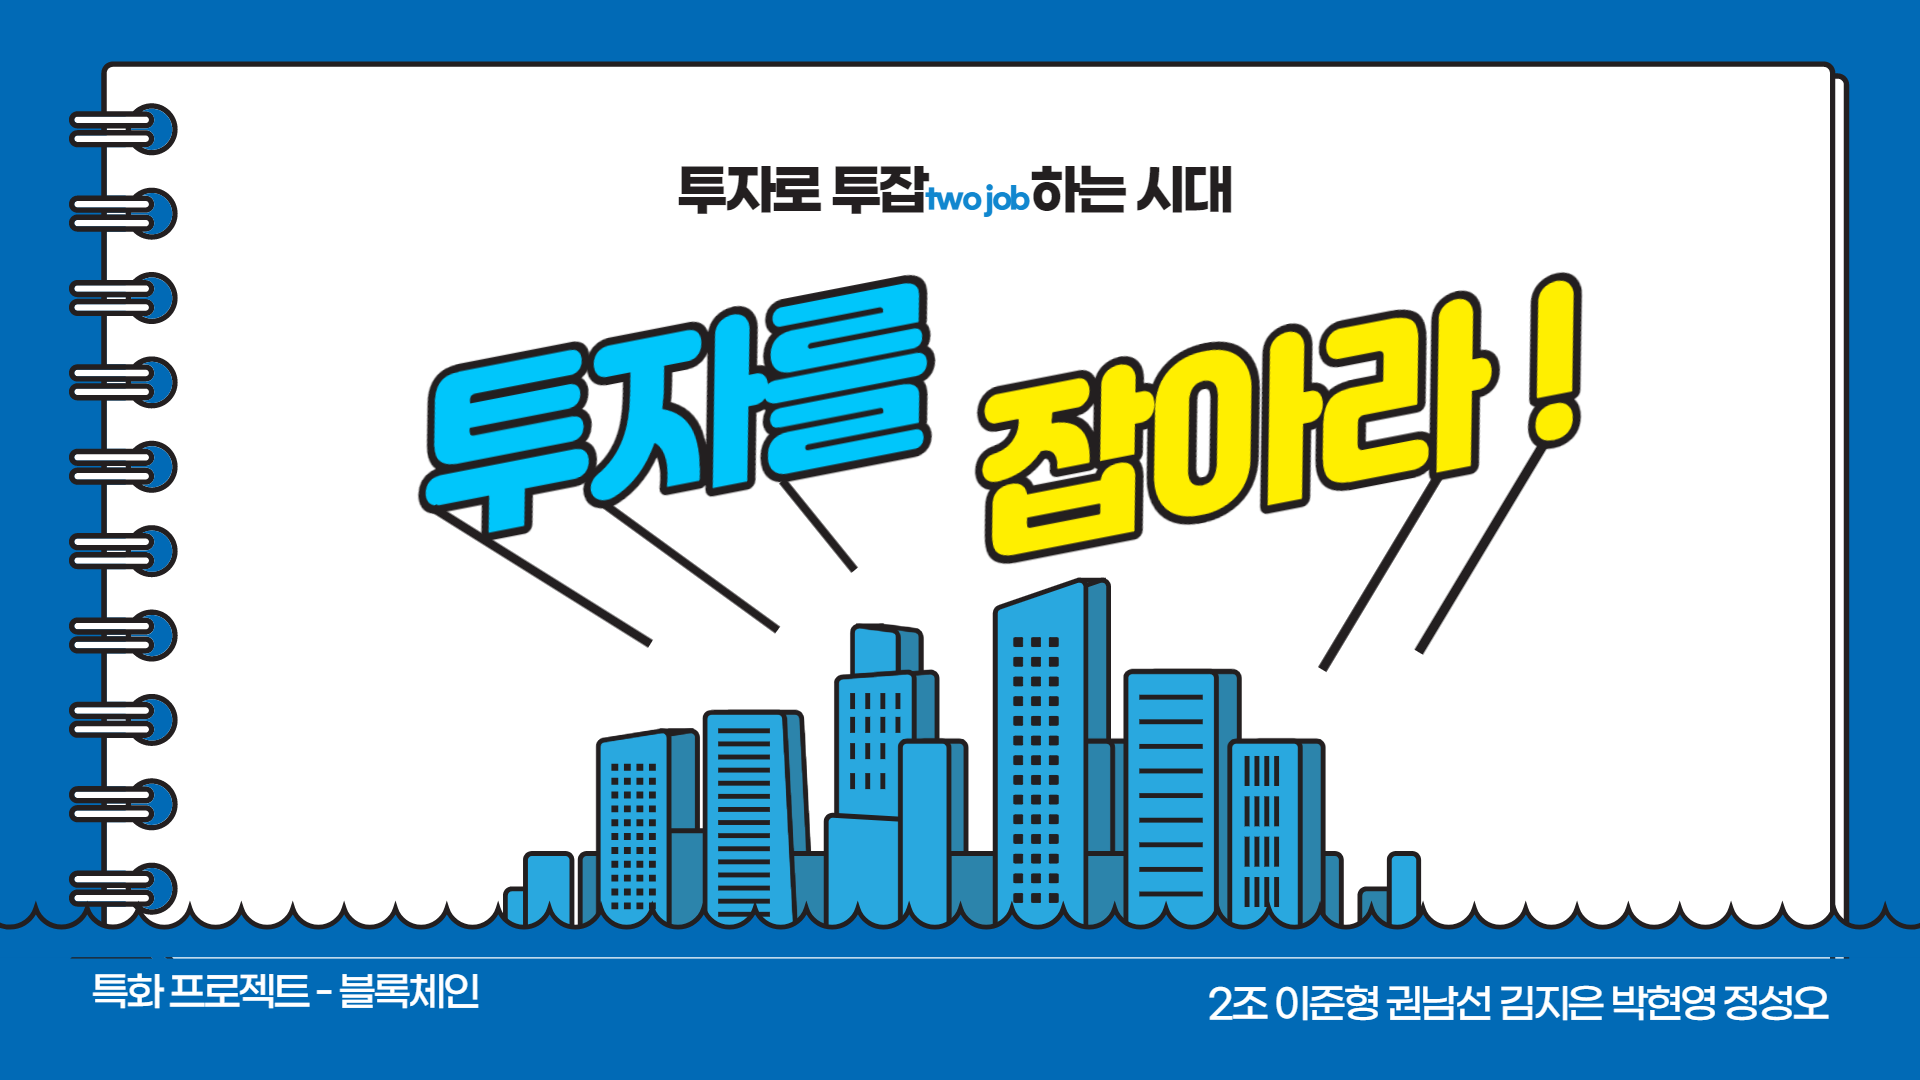 투자로 투잡two job하는 시대
투자를 잡아라!
특화 프로젝트 - 블록체인
2조 이준형 권남선 김지은 박현영 정성오